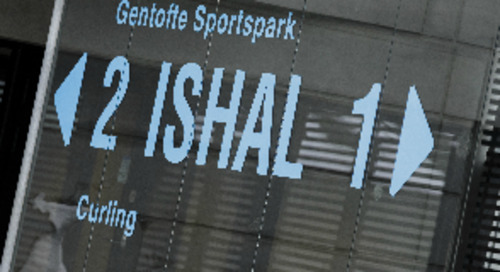 Gentofte Sportspark
2 ISHAL 1
Curling